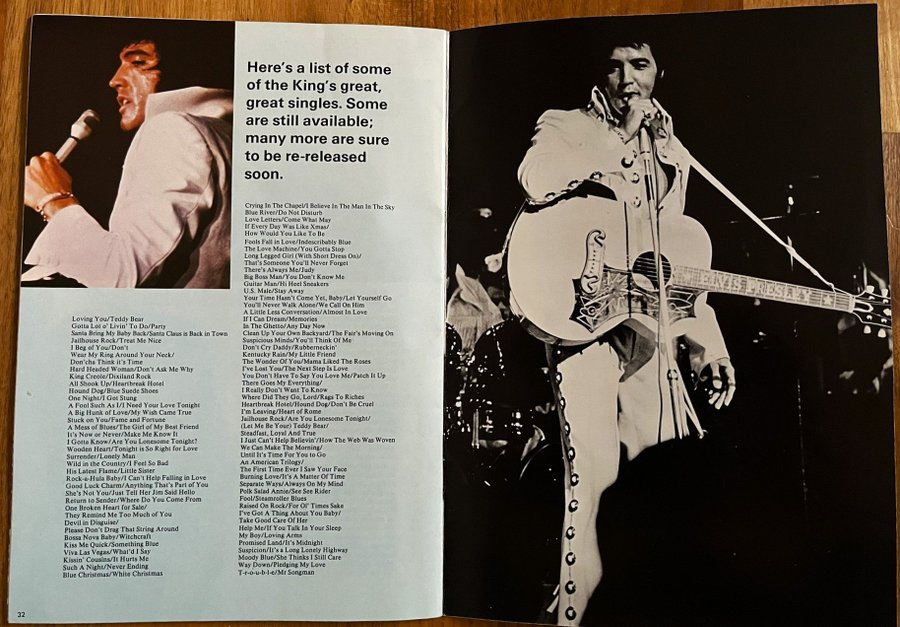 Here's a list of some
of the King's great,
great singles. Some
are still available;
many more are sure
to be re-released
soon.
Loving You/Teddy Bear
Gotta Lot o' Livin' To Do/Party
Santa Bring My Baby Back/Santa Claus is Back in Town
Jailhouse Rock/Treat Me Nice
I Beg of You/Don't
Wear My Ring Around Your Neck/
Don'cha Think it's Time
Hard Headed Woman/Don't Ask Me Why
King Creole/Dixiland Rock
All Shook Up/Heartbreak Hotel
Hound Dog/Blue Suede Shoes
One Night/I Got Stung
A Fool Such As I/I Need Your Love Tonight
A Big Hunk of Love/My Wish Came True
Stuck on You/Fame and Fortune
A Mess of Blues/The Girl of My Best Friend
It's Now or Never/Make Me Know It
I Gotta Know/Are You Lonesome Tonight?
Wooden Heart/Tonight is So Right for Love
Surrender/Lonely Man
Wild in the Country/I Feel So Bad
His Latest Flame/Little Sister
Rock-a-Hula Baby/I Can't Help Falling in Love
Good Luck Charm/Anything That's Part of You
She's Not You/Just Tell Her Jim Said Hello
Return to Sender/Where Do You Come From
One Broken Heart for Sale/
They Remind Me Too Much of You
Devil in Disguise/
Please Don't Drag That String Around
Bossa Nova Baby/Witchcraft
Kiss Me Quick/Something Blue
Viva Las Vegas/What'd I Say
Kissin' Cousins/It Hurts Me
Such A Night/Never Ending
Blue Christmas/White Christmas
Crying In The Chapel/I Believe In The Man In The Sky
Blue River/Do Not Disturb
Love Letters/Come What May
If Every Day Was Like Xmas/
How Would You Like To Be
Fools Fall in Love/Indescribably Blue
The Love Machine/You Gotta Stop
Long Legged Girl (With Short Dress On)/
That's Someone You'll Never Forget
There's Always Me/Judy
Big Boss Man/You Don't Know Me
Guitar Man/Hi Heel Sneakers
U.S. Male/Stay Away
Your Time Hasn't Come Yet, Baby/Let Yourself Go
You'll Never Walk Alone/We Call On Him
A Little Less Conversation/Almost In Love
If I Can Dream/Memories
In The Ghetto/Any Day Now
Clean Up Your Own Backyard/The Fair's Moving On
Suspicious Minds/You'll Think Of Me
Don't Cry Daddy/Rubberneckin'
Kentucky Rain/My Little Friend
The Wonder Of You/Mama Liked The Roses
I've Lost You/The Next Step Is Love
You Don't Have To Say You Love Me/Patch It Up
There Goes My Everything/
I Really Don't Want To Know
Where Did They Go, Lord/Rags To Riches
Heartbreak Hotel/Hound Dog/Don't Be Cruel
I'm Leaving/Heart of Rome
Jailhouse Rock/Are You Lonesome Tonight/
(Let Me Be Your) Teddy Bear/
Steadfast, Loyal And True
I Just Can't Help Believin'/How The Web Was Woven
We Can Make The Morning/
Until It's Time For You to Go
An American Trilogy/
The First Time Ever I Saw Your Face
Burning Love/It's A Matter Of Time
Separate Ways/Always On My Mind
Polk Salad Annie/See See Rider
Fool/Steamroller Blues
Raised On Rock/For Ol' Times Sake
I've Got A Thing About You Baby/
Take Good Care Of Her
Help Me/If You Talk In Your Sleep
My Boy/Loving Arms
Promised Land/It's Midnight
Suspicion/It's a Long Lonely Highway
Moody Blue/She Thinks I Still Care
Way Down/Pledging My Love
T-r-o-u-b-l-e/Mr Songman
32
ELVIS PRESLEY